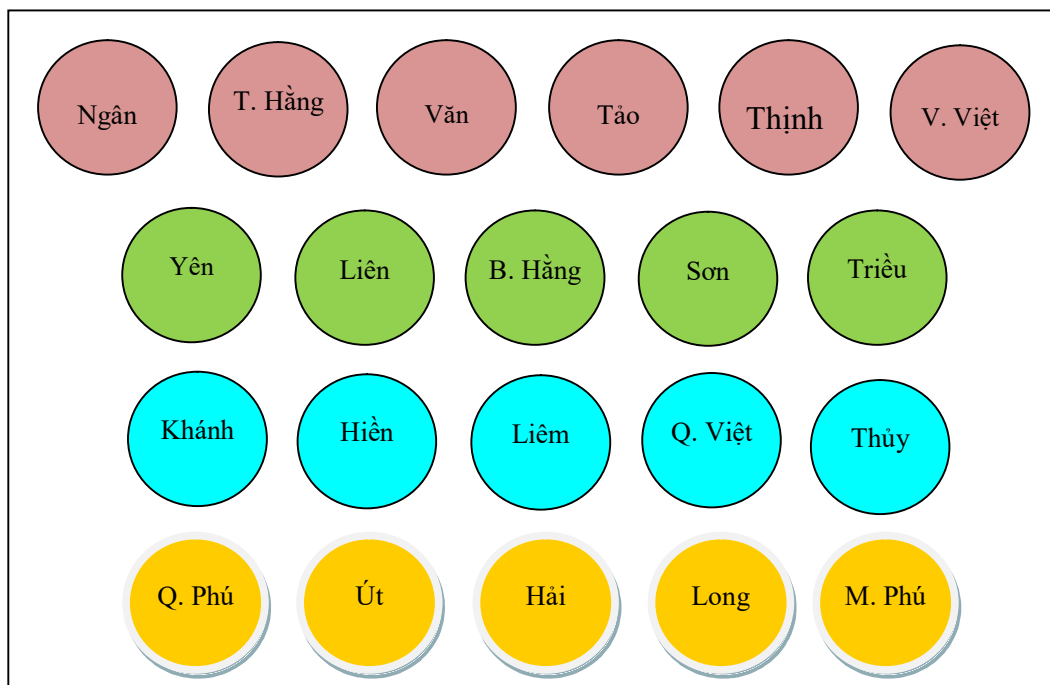 Ngân T. Hằng Văn Tảo Thịnh V. Việt
Yên Liên B. Hằng Sơn Triều
Khánh Hiền Liêm Q. Việt Thủy
Q. Phú Út Hải Long M. Phú